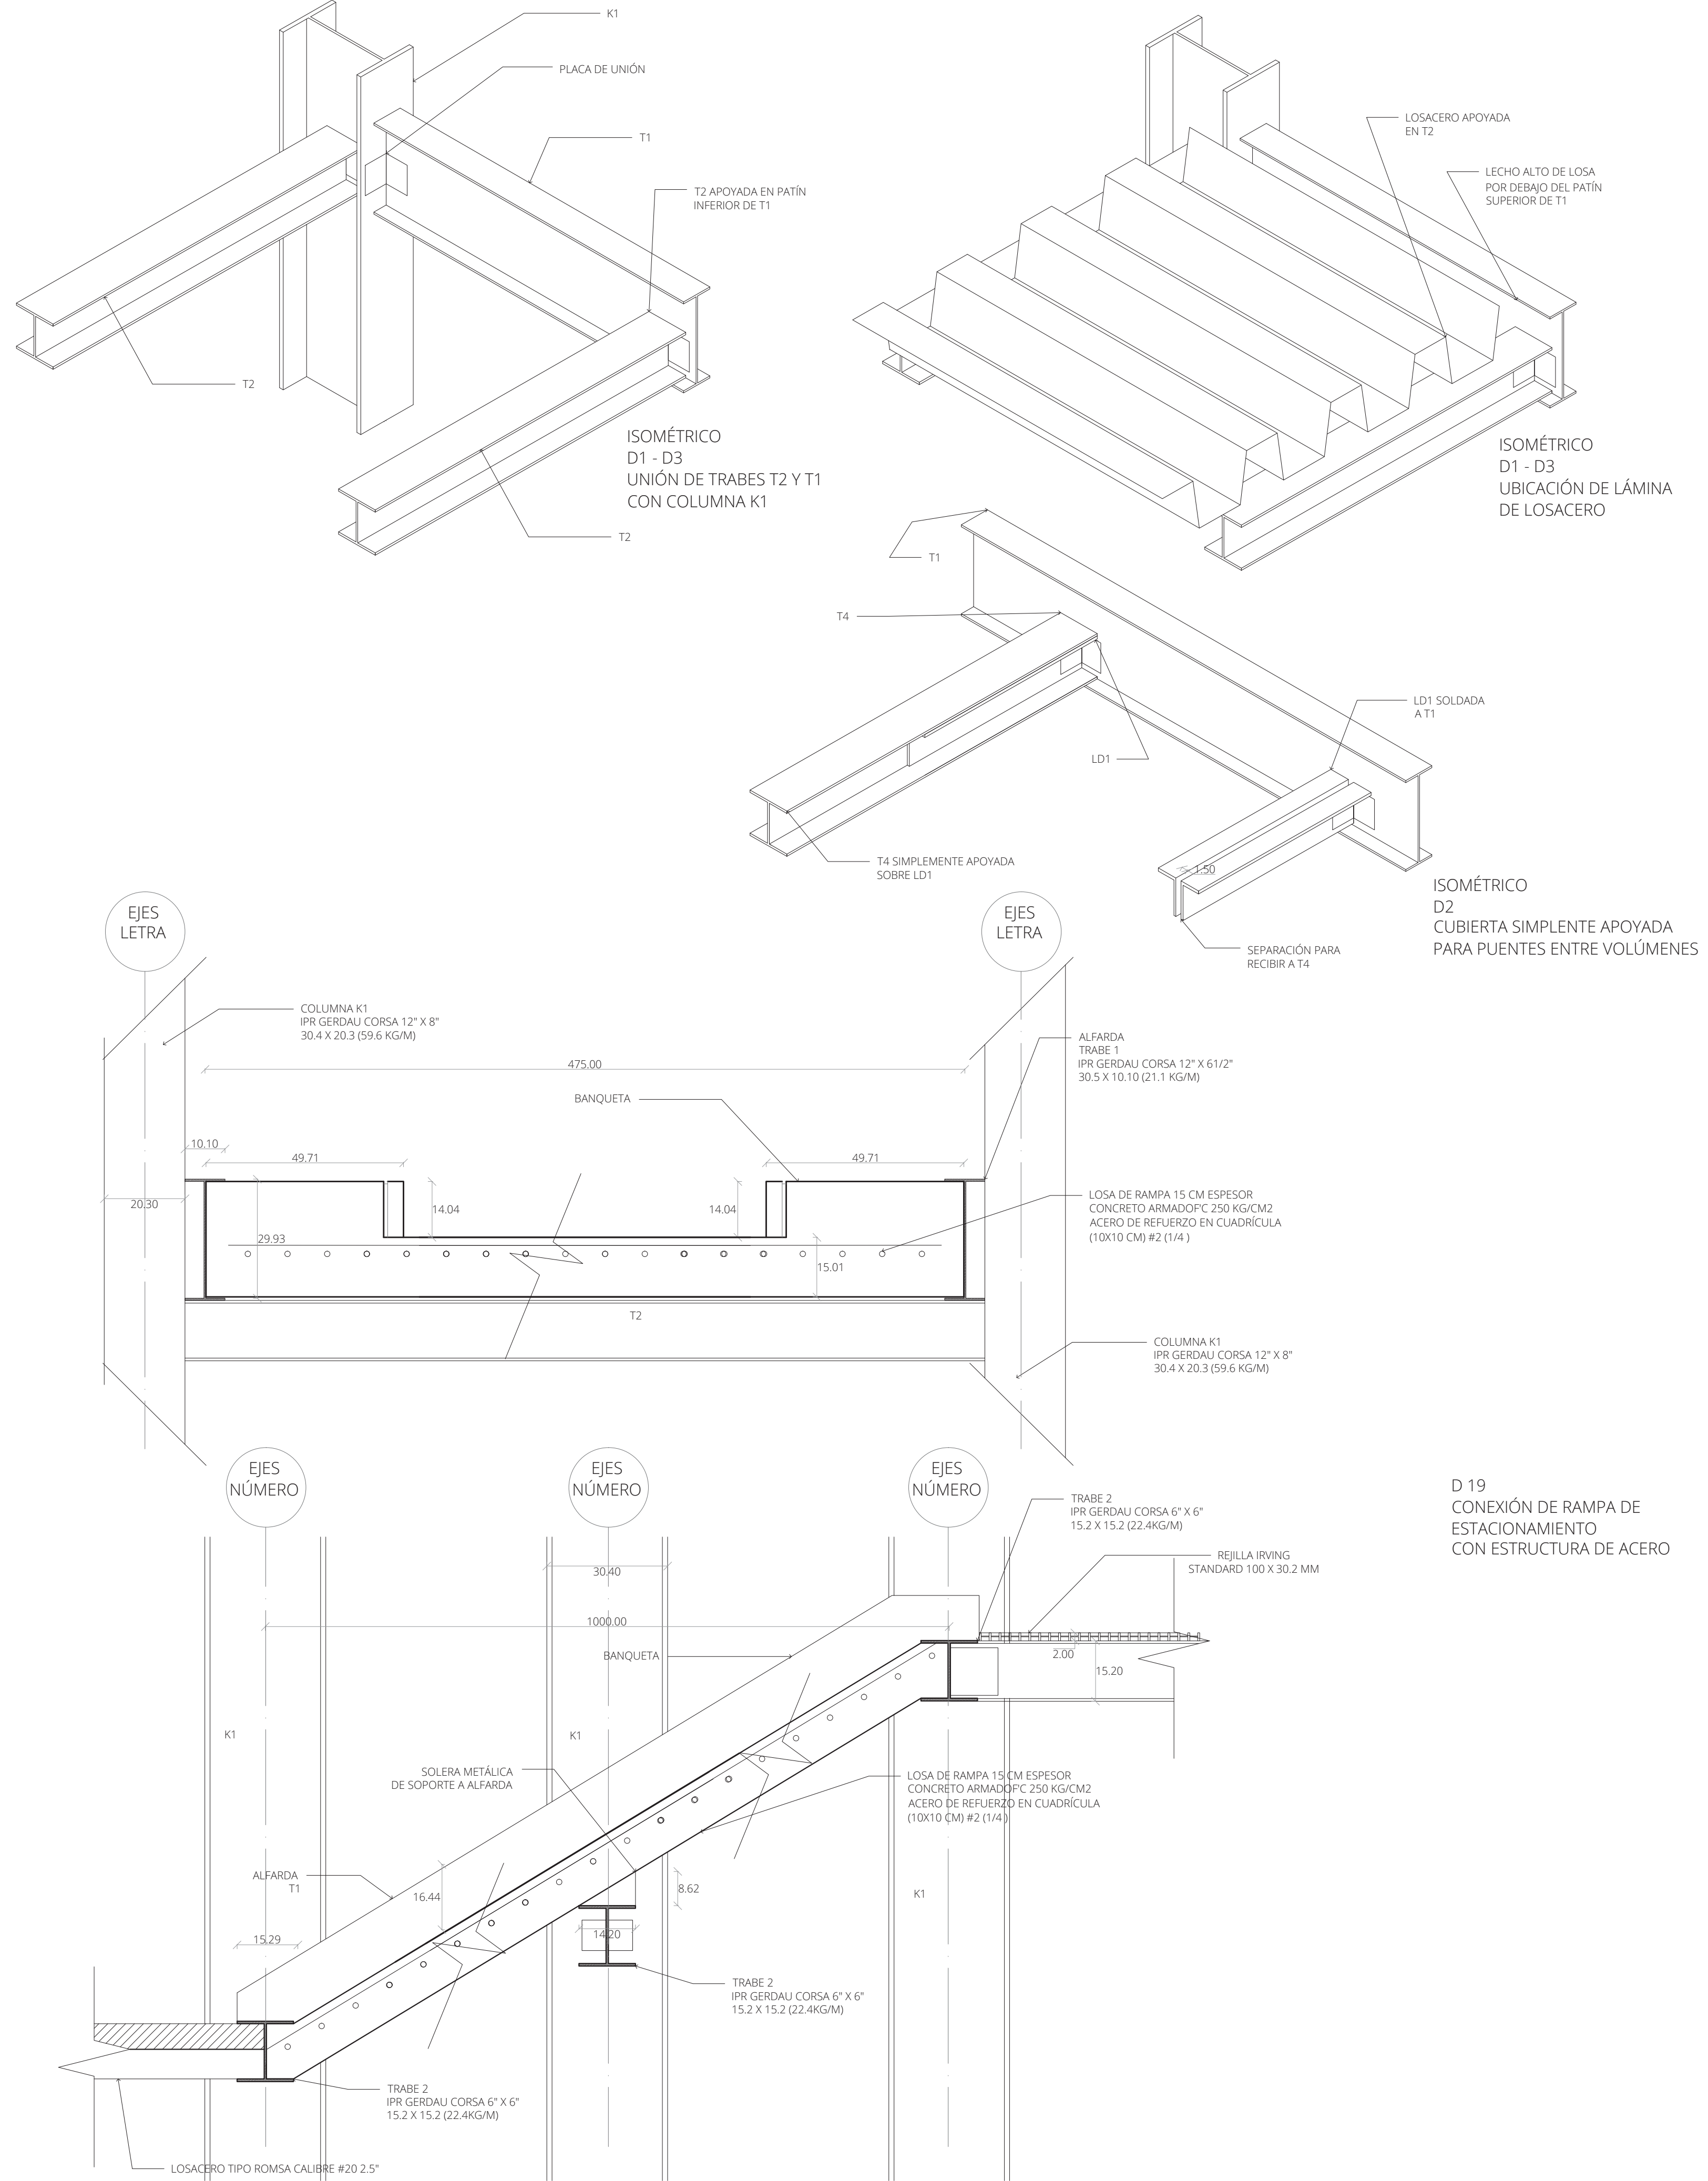 K1
PLACA DE UNIÓN
T1
T2 APOYADA EN PATÍN
INFERIOR DE T1
T2
ISOMÉTRICO
D1 - D3
UNIÓN DE TRABES T2 Y T1
CON COLUMNA K1
T2
LOSACERO APOYADA
EN T2
LECHO ALTO DE LOSA
POR DEBAJO DEL PATÍN
SUPERIOR DE T1
ISOMÉTRICO
D1 - D3
UBICACIÓN DE LÁMINA
DE LOSACERO
T1
T4
LD1 SOLDADA
A T1
LD1
T4 SIMPLEMENTE APOYADA
SOBRE LD1
1.50
SEPARACIÓN PARA
RECIBIR A T4
ISOMÉTRICO
D2
CUBIERTA SIMPLENTE APOYADA
PARA PUENTES ENTRE VOLÚMENES
EJES
LETRA
EJES
LETRA
COLUMNA K1
IPR GERDAU CORSA 12" X 8"
30.4 X 20.3 (59.6 KG/M)
475.00
ALFARDA
TRABE 1
IPR GERDAU CORSA 12" X 61/2"
30.5 X 10.10 (21.1 KG/M)
BANQUETA
10.10
49.71
49.71
20.30
14.04
14.04
29.93
15.01
LOSA DE RAMPA 15 CM ESPESOR
CONCRETO ARMADOF'C 250 KG/CM2
ACERO DE REFUERZO EN CUADRÍCULA
(10X10 CM) #2 (1/4 )
T2
COLUMNA K1
IPR GERDAU CORSA 12" X 8"
30.4 X 20.3 (59.6 KG/M)
EJES
NÚMERO
EJES
NÚMERO
EJES
NÚMERO
D 19
CONEXIÓN DE RAMPA DE
ESTACIONAMIENTO
CON ESTRUCTURA DE ACERO
TRABE 2
IPR GERDAU CORSA 6" X 6"
15.2 X 15.2 (22.4KG/M)
REJILLA IRVING
STANDARD 100 X 30.2 MM
30.40
1000.00
BANQUETA
2.00
15.20
K1
K1
SOLERA METÁLICA
DE SOPORTE A ALFARDA
LOSA DE RAMPA 15 CM ESPESOR
CONCRETO ARMADOF'C 250 KG/CM2
ACERO DE REFUERZO EN CUADRÍCULA
(10X10 CM) #2 (1/4 )
ALFARDA
T1
16.44
8.62
K1
15.29
14.20
TRABE 2
IPR GERDAU CORSA 6" X 6"
15.2 X 15.2 (22.4KG/M)
TRABE 2
IPR GERDAU CORSA 6" X 6"
15.2 X 15.2 (22.4KG/M)
LOSACERO TIPO ROMSA CALIBRE #20 2.5"